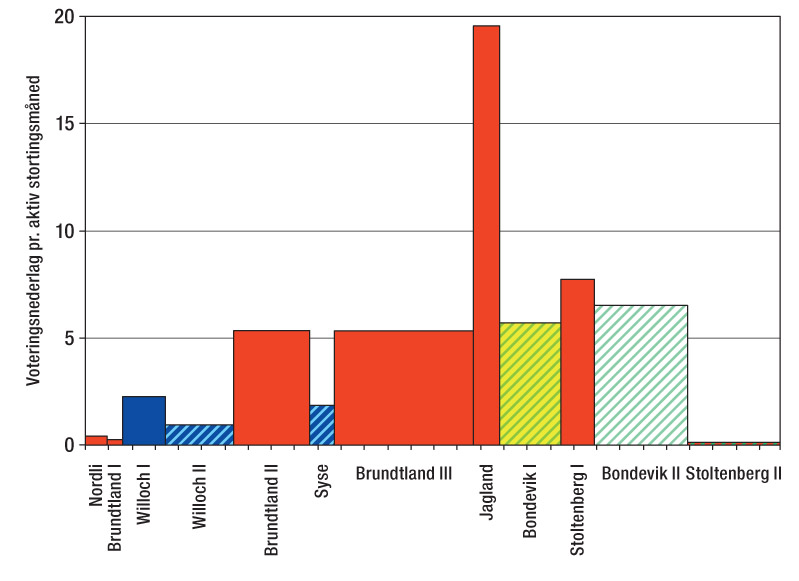 Voteringsnederlag pr. aktiv stortingsmåned
20
15
10
5
0
Nordli
Brundtland I
Willoch I
Willoch II
Brundtland II
Syse
Brundtland III
Jagland
Bondevik I
Stoltenberg I
Bondevik II
Stoltenberg II